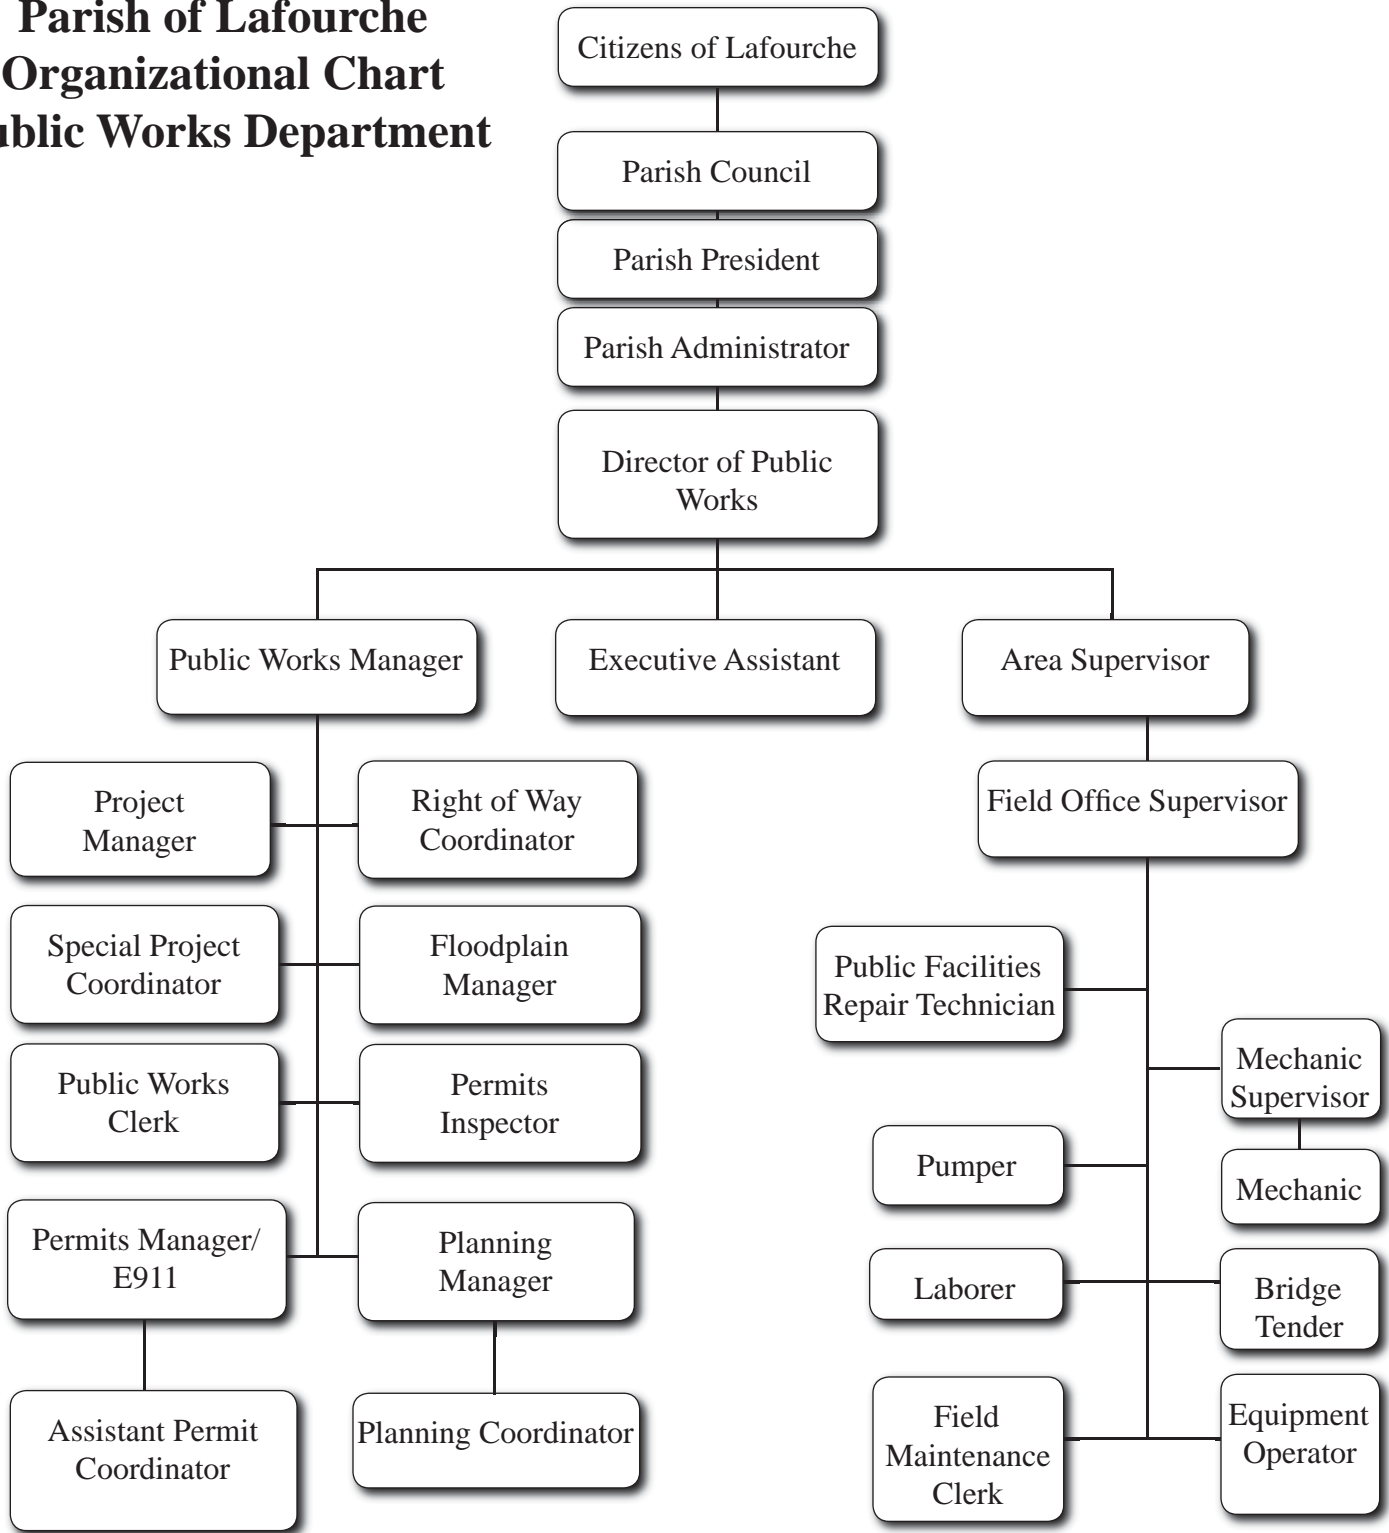 Parish of Lafourche
Organizational Chart
ublic Works Department
Citizens of Lafourche
Parish Council
Parish President
Parish Administrator
Director of Public
Works
Public Works Manager
Executive Assistant
Area Supervisor
Project
Manager
Right of Way
Coordinator
Field Office Supervisor
Special Project
Coordinator
Floodplain
Manager
Public Facilities
Repair Technician
Public Works
Clerk
Permits
Inspector
Mechanic
Supervisor
Pumper
Mechanic
Permits Manager/
E911
Planning
Manager
Laborer
Bridge
Tender
Assistant Permit
Coordinator
Planning Coordinator
Field
Maintenance
Clerk
Equipment
Operator